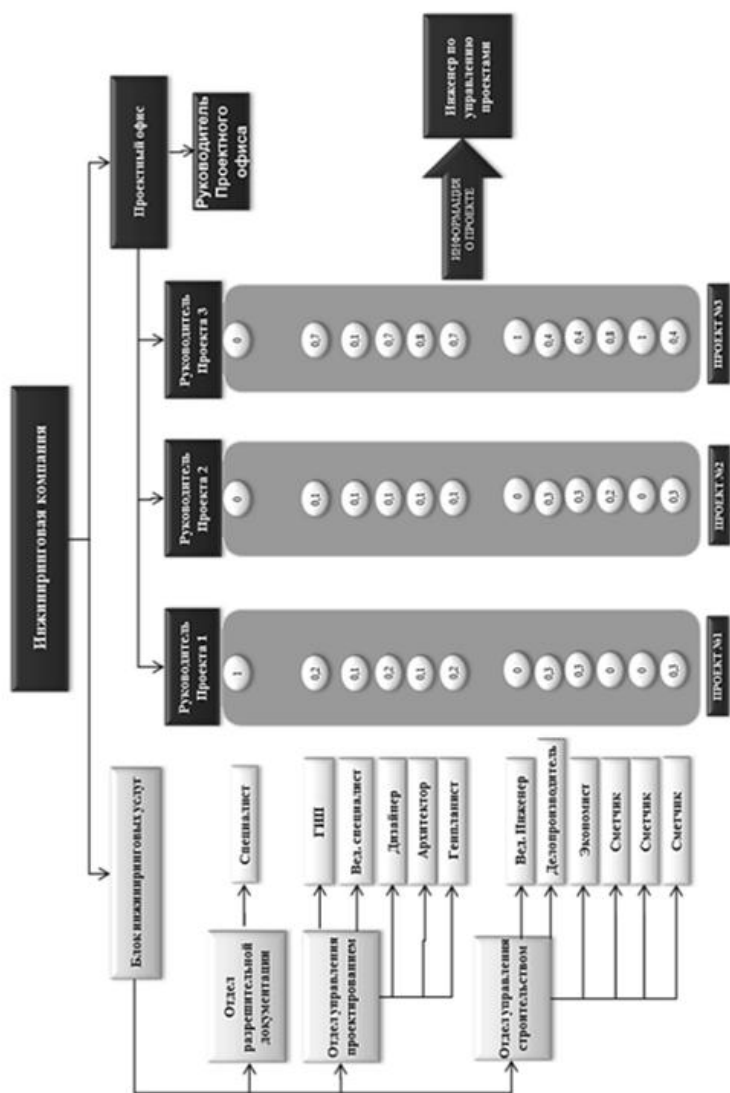 Инжиниринговая компания
Блок инжиниринговых услуг
Проектный офис
Руководитель
Проектного
офиса
Руководитель
Проекта 1
Руководитель
Проекта 2
Руководитель
Проекта 3
Отдел
разрешительной
документации
Специалист
1
0
0
Отдел управления
проектированием
ГИП
0,2
0,1
0,7
Вед. специалист
0,1
0,1
0,1
Дизайнер
0,2
0,1
0,7
Архитектор
0,1
0,1
0,8
Генпланист
0,2
0,1
0,7
ИНФОРМАЦИЯ
О ПРОЕКТЕ
Инженер по
управлению
проектами
Отдел управления
строительством
Вед. Инженер
0
0
1
Делопроизводитель
0,3
0,3
0,4
Экономист
0,3
0,3
0,4
Сметчик
0
0,2
0,8
Сметчик
0
0
1
Сметчик
0,3
0,3
0,4
ПРОЕКТ №1
ПРОЕКТ №2
ПРОЕКТ №3